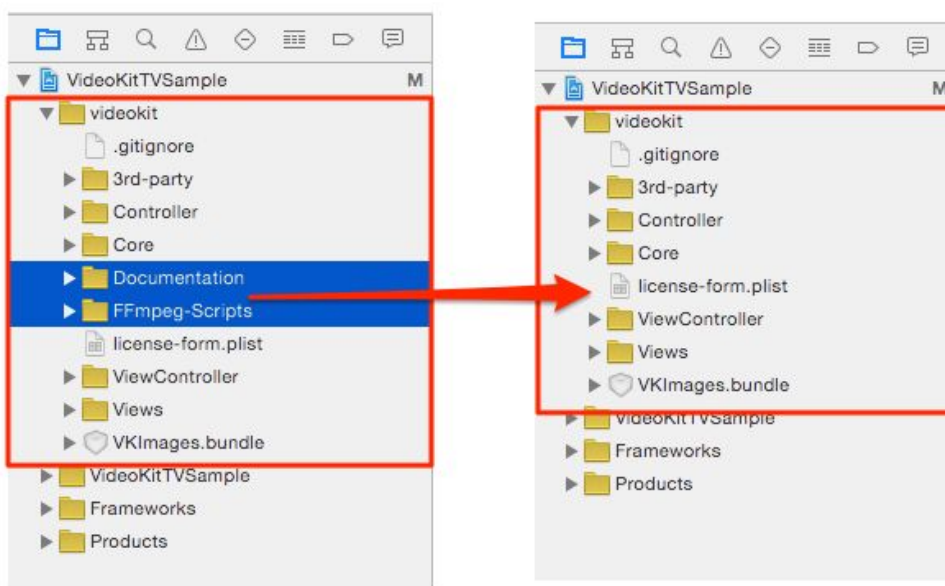 VideoKitTVSample M
videokit
.gitignore
3rd-party
Controller
Core
Documentation
FFmpeg-Scripts
license-form.plist
ViewController
Views
VKImages.bundle
VideoKitTVSample
Frameworks
Products
VideoKitTVSample M
videokit
.gitignore
3rd-party
Controller
Core
license-form.plist
ViewController
Views
VKImages.bundle
VideoKitTVSample
Frameworks
Products